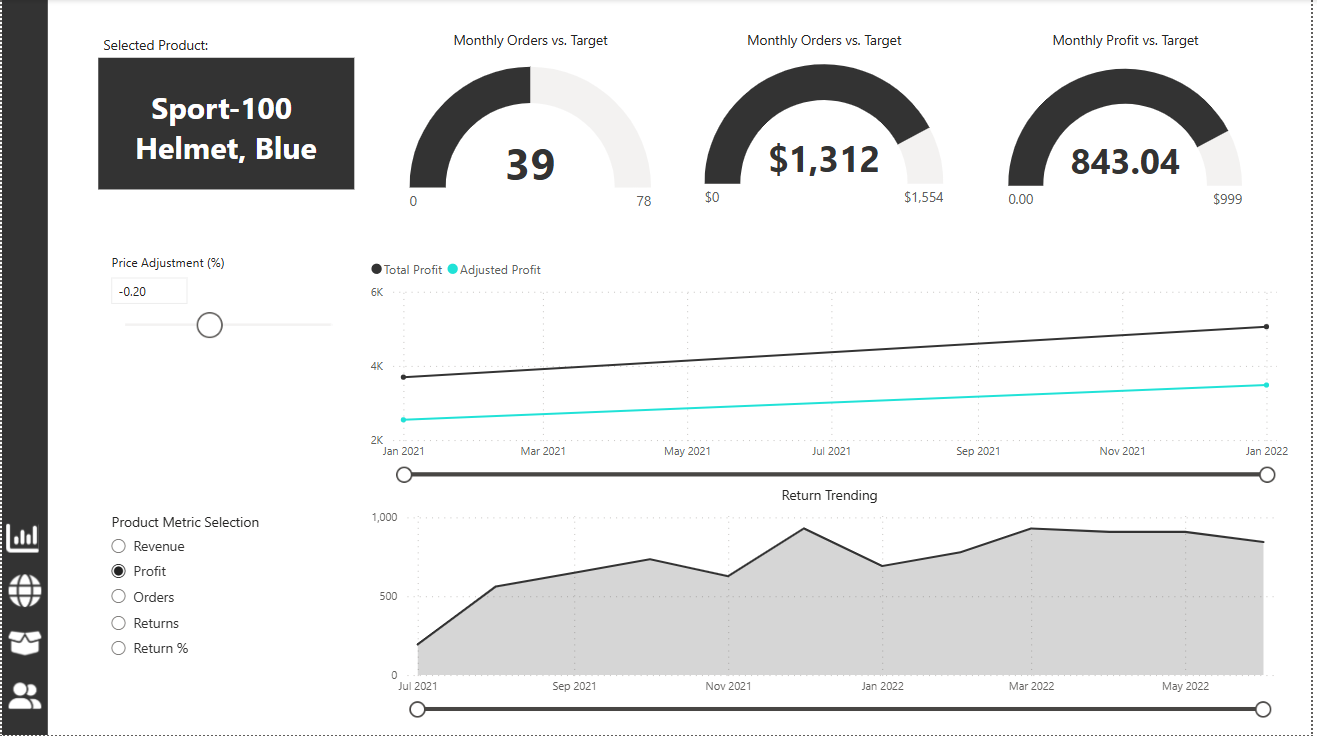 Selected Product:
Sport-100
Helmet, Blue
Monthly Orders vs. Target
39
0
78
Monthly Orders vs. Target
$1,312
$0
$1,554
Monthly Profit vs. Target
843.04
0.00
$999
Price Adjustment (%)
-0.20
Total Profit Adjusted Profit
6K
4K
2K
Jan 2021 Mar 2021 May 2021 Jul 2021 Sep 2021 Nov 2021 Jan 2022
Product Metric Selection
Revenue
Profit
Orders
Returns
Return %
Return Trending
1,000
500
0
Jul 2021 Sep 2021 Nov 2021 Jan 2022 Mar 2022 May 2022